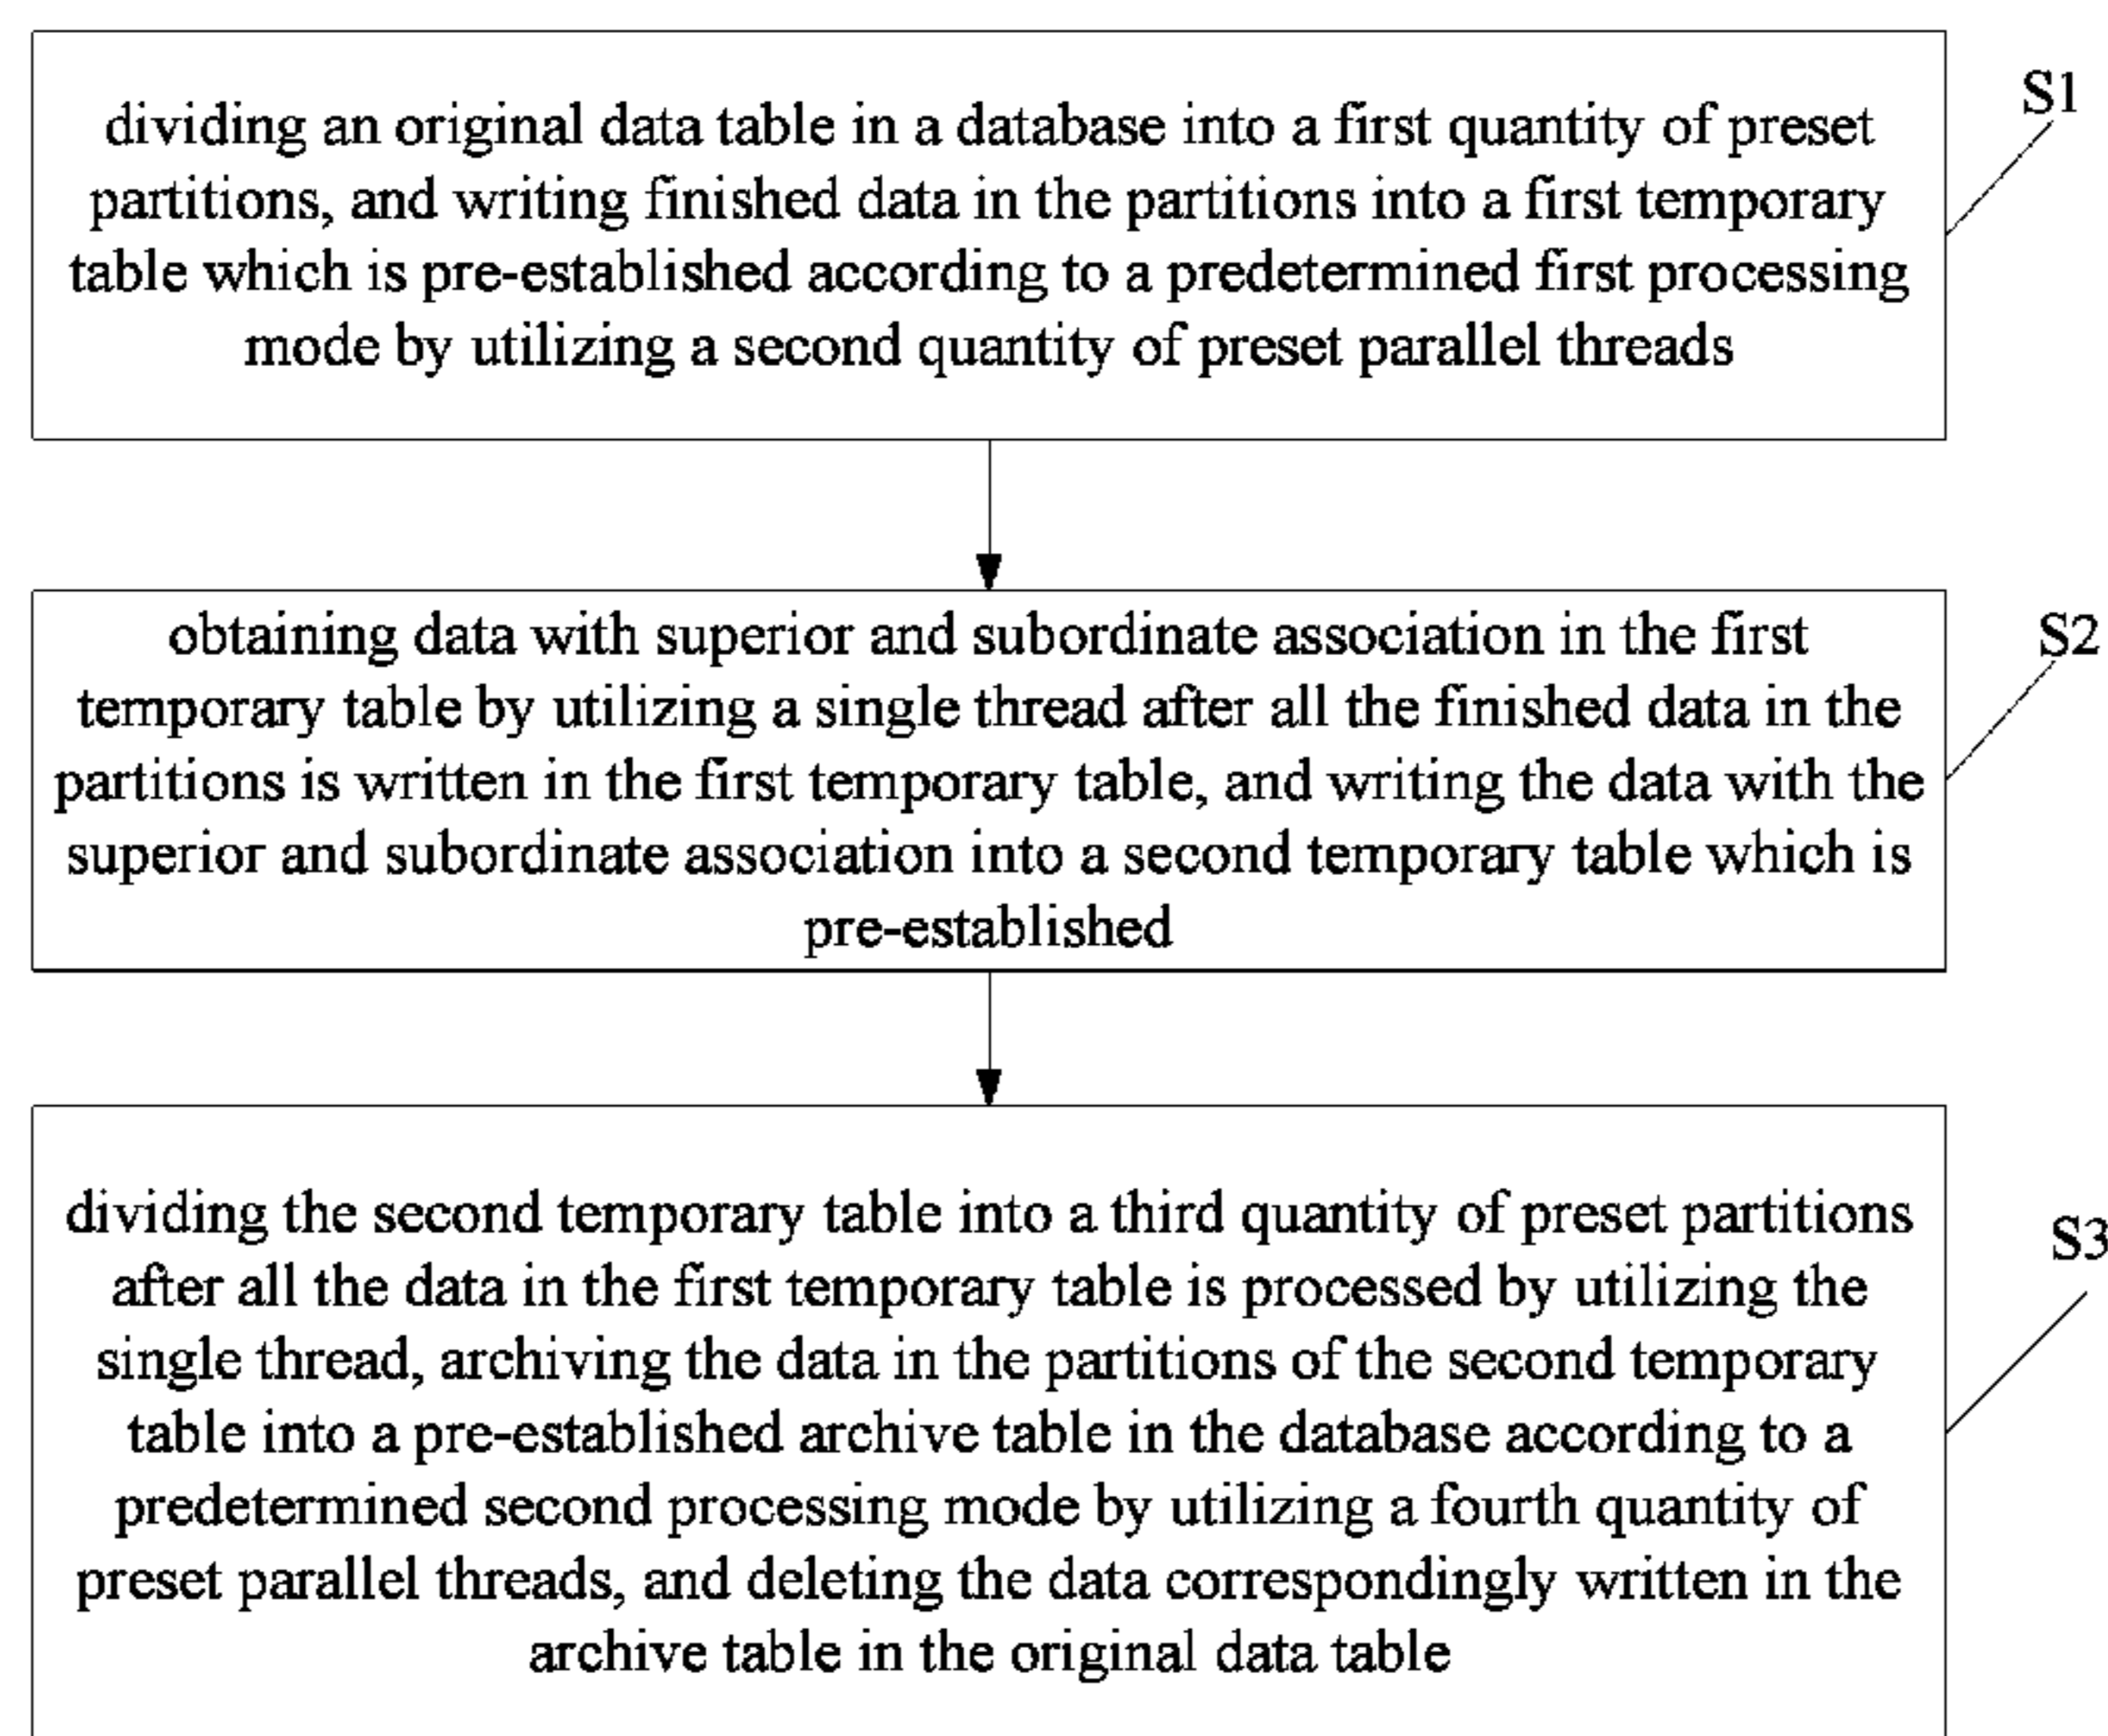 dividing an original data table in a database into a first quantity of preset
partitions, and writing finished data in the partitions into a first temporary
table which is pre-established according to a predetermined first processing
mode by utilizing a second quantity of preset parallel threads
S1
obtaining data with superior and subordinate association in the first
temporary table by utilizing a single thread after all the finished data in the
partitions is written in the first temporary table, and writing the data with the
superior and subordinate association into a second temporary table which is
pre-established
S2
dividing the second temporary table into a third quantity of preset partitions
after all the data in the first temporary table is processed by utilizing the
single thread, archiving the data in the partitions of the second temporary
table into a pre-established archive table in the database according to a
predetermined second processing mode by utilizing a fourth quantity of
preset parallel threads, and deleting the data correspondingly written in the
archive table in the original data table
S3